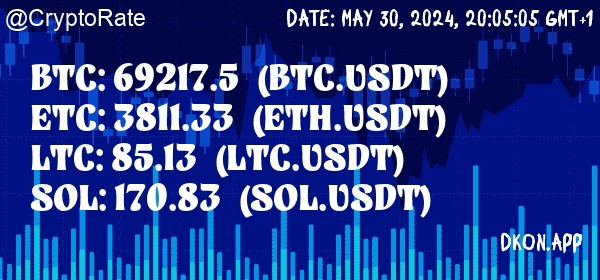 @CryptoRate
DATE: MAY 30, 2024, 20:05:05 GMT+1
BTC: 69217.5 (BTC.USDT)
ETC: 3811.33 (ETH.USDT)
LTC: 85.13 (LTC.USDT)
SOL: 170.83 (SOL.USDT)
DKON.APP